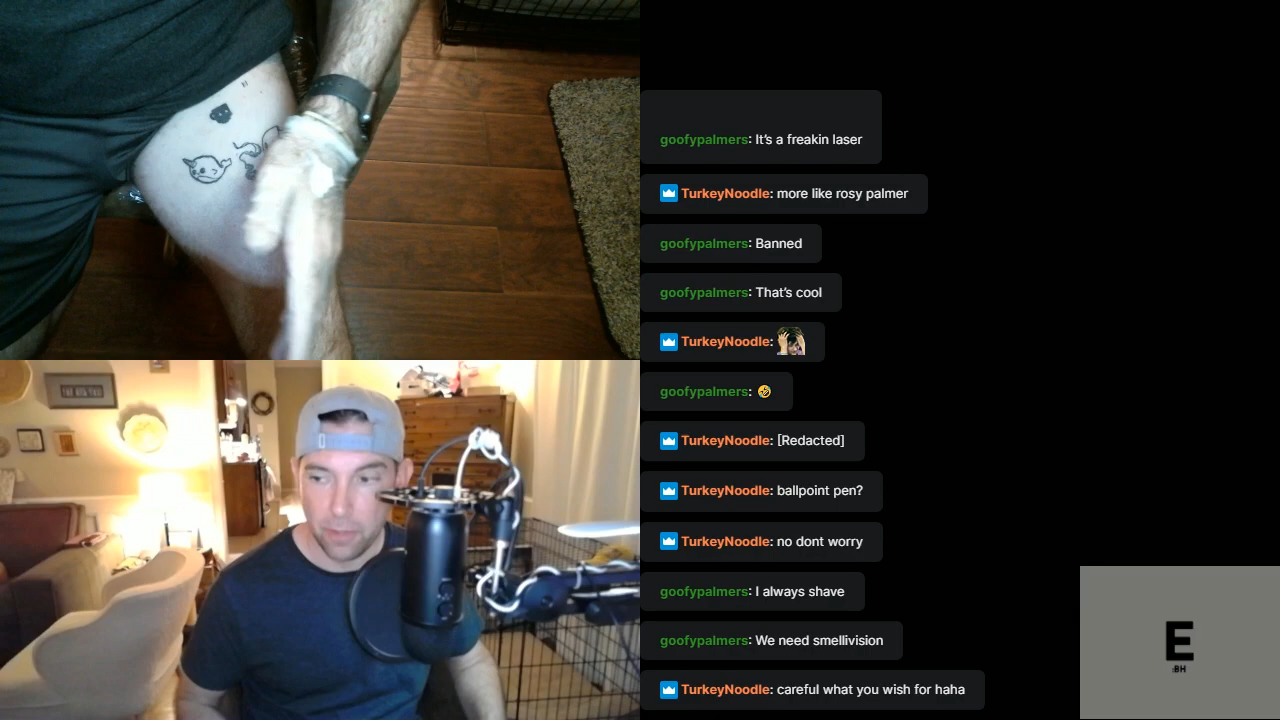 goofypalmers: It's a freakin laser
TurkeyNoodle: more like rosy palmer
goofypalmers: Banned
goofypalmers: That's cool
TurkeyNoodle:
goofypalmers: 🤣
TurkeyNoodle: [Redacted]
TurkeyNoodle: ballpoint pen?
TurkeyNoodle: no dont worry
goofypalmers: I always shave
goofypalmers: We need smellivision
TurkeyNoodle: careful what you wish for haha
E
:BH